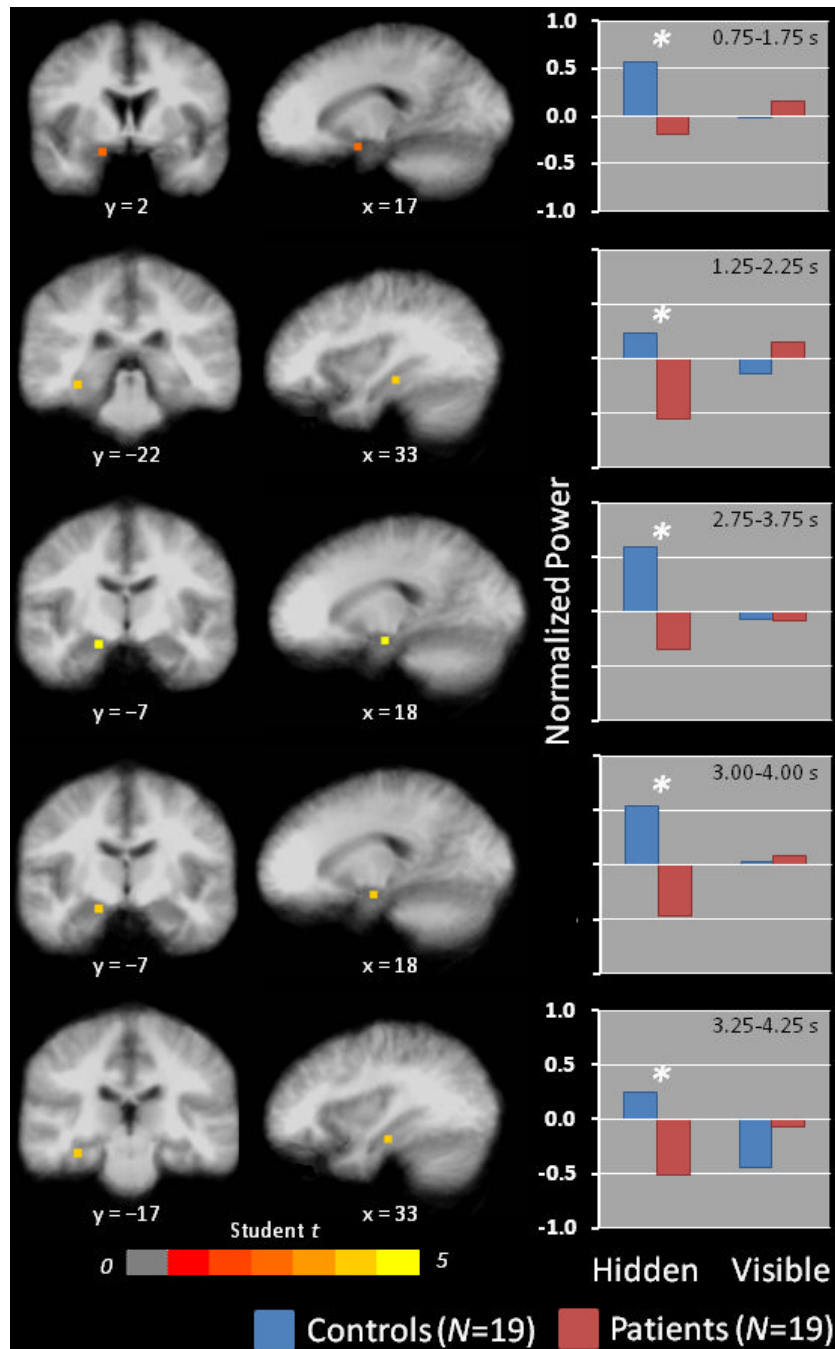 1.0
0.5
0.0
-0.5
-1.0
* 0.75-1.75 s
y = 2
x = 17
1.25-2.25 s
*
y = –22
x = 33
Normalized Power
2.75-3.75 s
*
y = –7
x = 18
3.00-4.00 s
*
y = –7
x = 18
1.0
0.5
0.0
-0.5
-1.0
3.25-4.25 s
*
y = –17
x = 33
Student t
0
5
Hidden Visible
Controls (N=19) Patients (N=19)